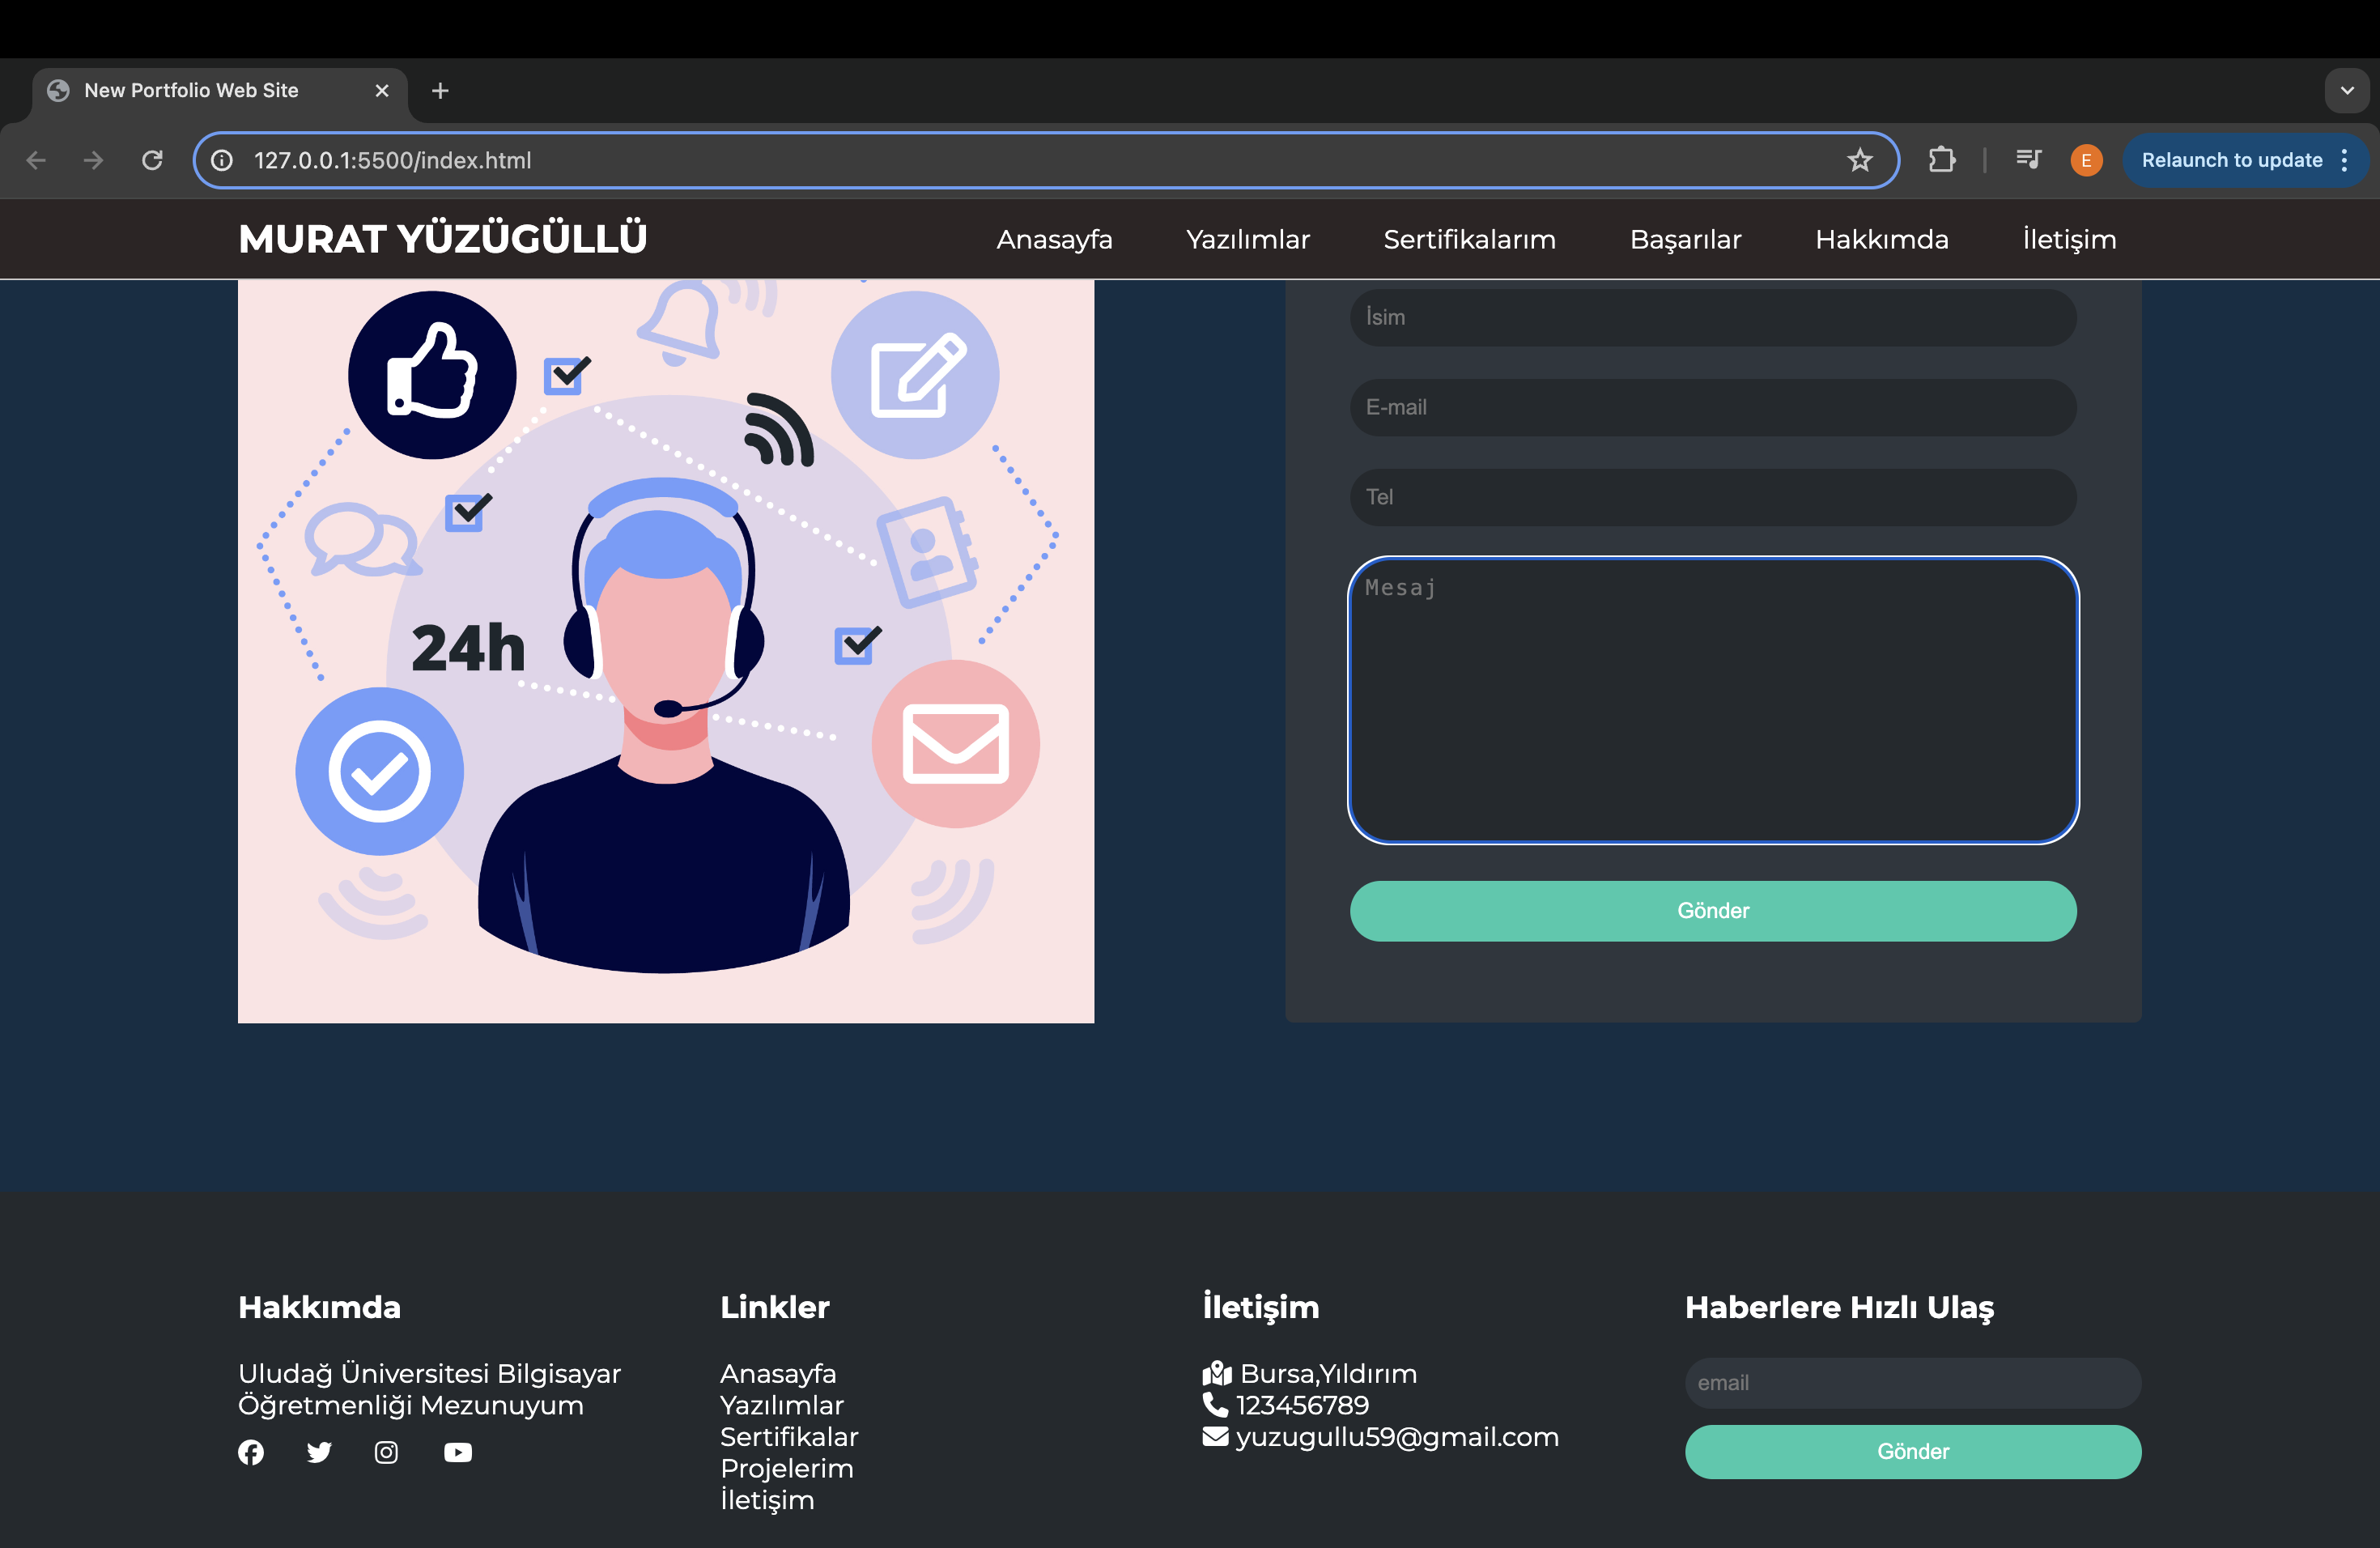 New Portfolio Web Site
127.0.0.1:5500/index.html
E
Relaunch to update
MURAT YÜZÜGÜLLÜ
Anasayfa
Yazılımlar
Sertifikalarım
Başarılar
Hakkımda
İletişim
24h
İsim
E-mail
Tel
Mesaj
Gönder
Hakkımda
Uludağ Üniversitesi Bilgisayar
Öğretmenliği Mezunuyum
Linkler
Anasayfa
Yazılımlar
Sertifikalar
Projelerim
İletişim
İletişim
Bursa,Yıldırım
123456789
yuzugullu59@gmail.com
Haberlere Hızlı Ulaş
email
Gönder